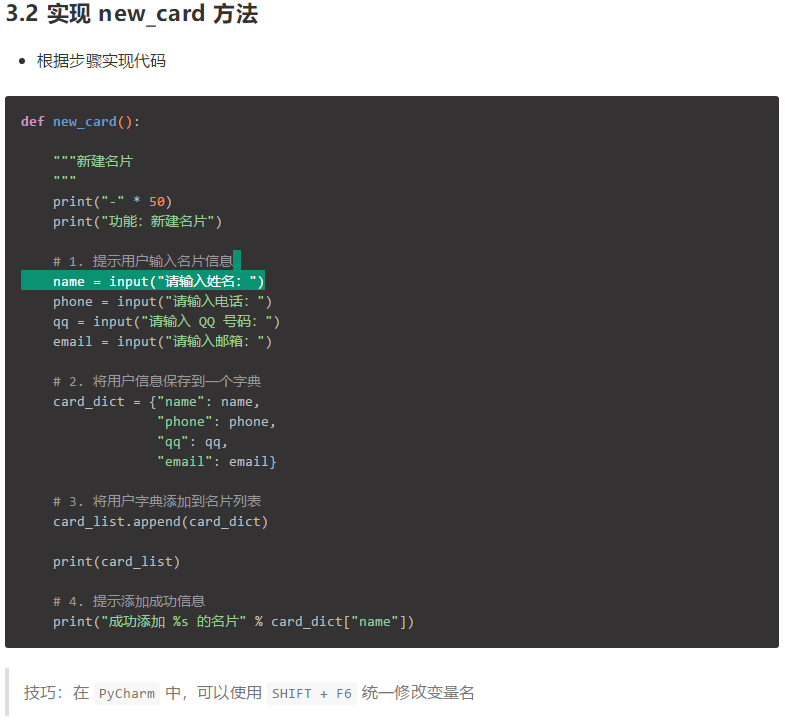 3.2 实现 new_card 方法
• 根据步骤实现代码
def new_card():
    """新建名片
    """
    print("-" * 50)
    print("功能：新建名片")
    # 1. 提示用户输入名片信息
    name = input("请输入姓名：")
    phone = input("请输入电话：")
    qq = input("请输入 QQ 号码：")
    email = input("请输入邮箱：")
    # 2. 将用户信息保存到一个字典
    card_dict = {"name": name,
                 "phone": phone,
                 "qq": qq,
                 "email": email}
    # 3. 将用户字典添加到名片列表
    card_list.append(card_dict)
    print(card_list)
    # 4. 提示添加成功信息
    print("成功添加 %s 的名片" % card_dict["name"])
技巧：在 PyCharm 中，可以使用 SHIFT + F6 统一修改变量名